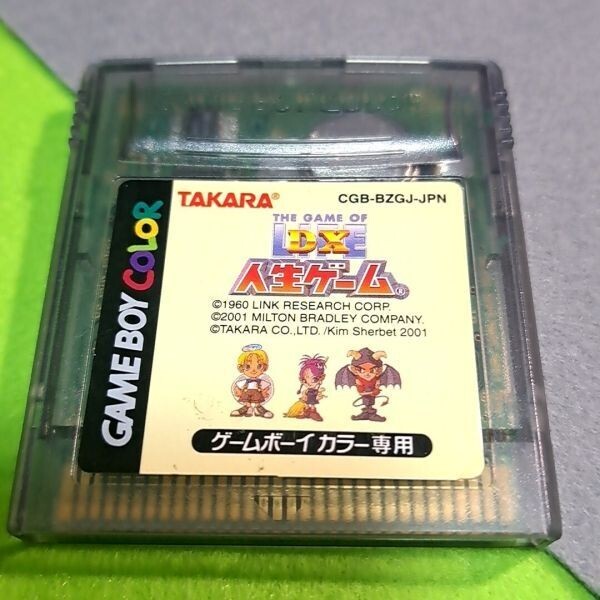 TAKARA®
CGB-BZGJ-JPN
THE GAME OF
LIFE
DX
人生ゲーム®
©1960 LINK RESEARCH CORP.
©2001 MILTON BRADLEY COMPANY.
©TAKARA CO.,LTD. /Kim Sherbet 2001
ゲームボーイカラー専用
GAME BOY COLOR